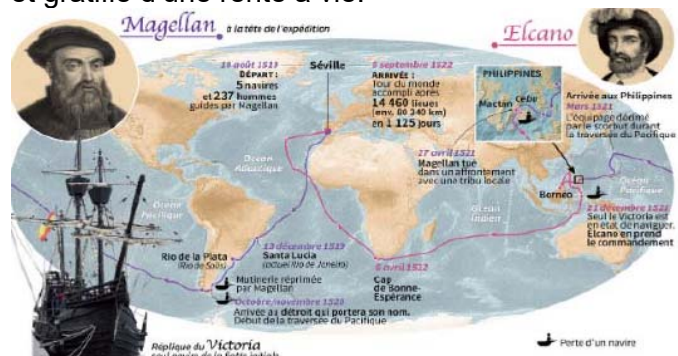 et gratifié d'une rente à vie.
Magellan à la tête de l'expédition
Elcano
Séville
DÉPART :
5 navires
et 237 hommes
guidés par Magellan
septembre 1522
ARRIVÉE :
Tour du monde
accompli après
14 460 lieues
en 1 125 jours
PHILIPPINES
Mactan
Cebu
Arrivée aux Philippines
Mars 1521
L'équipage décimé
par le scorbut durant
la traversée du Pacifique
27 avril 1521
Magellan tué
dans un affrontement
avec une tribu locale
Océan
Atlantique
Océan
Pacifique
Océan
Indien
Océan
Pacifique
Bornéo
21 décembre
Seul le Victoria est
en état de naviguer.
Elcano en prend
le commandement
Rio de la Plata
(Rio de Solis)
13 décembre 1519
Santa Lucia
(actuel Rio de Janeiro)
Mutinerie réprimée
par Magellan
Octobre/novembre 1520
Arrivée au détroit qui portera son nom.
Début de la traversée du Pacifique
avril 1522
Cap
de Bonne-
Espérance
Réplique du Victoria
Perte d'un navire